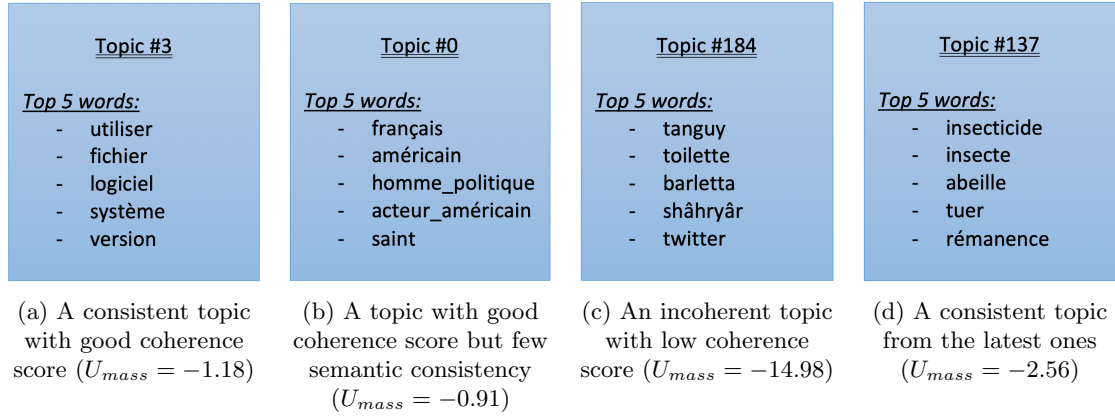 Topic #3
Top 5 words:
- utiliser
- fichier
- logiciel
- système
- version
(a) A consistent topic
with good coherence
score (U_mass = −1.18)
Topic #0
Top 5 words:
- français
- américain
- homme_politique
- acteur_américain
- saint
(b) A topic with good
coherence score but few
semantic consistency
(U_mass = −0.91)
Topic #184
Top 5 words:
- tanguy
- toilette
- barletta
- shâhryâr
- twitter
(c) An incoherent topic
with low coherence
score (U_mass = −14.98)
Topic #137
Top 5 words:
- insecticide
- insecte
- abeille
- tuer
- rémanence
(d) A consistent topic
from the latest ones
(U_mass = −2.56)